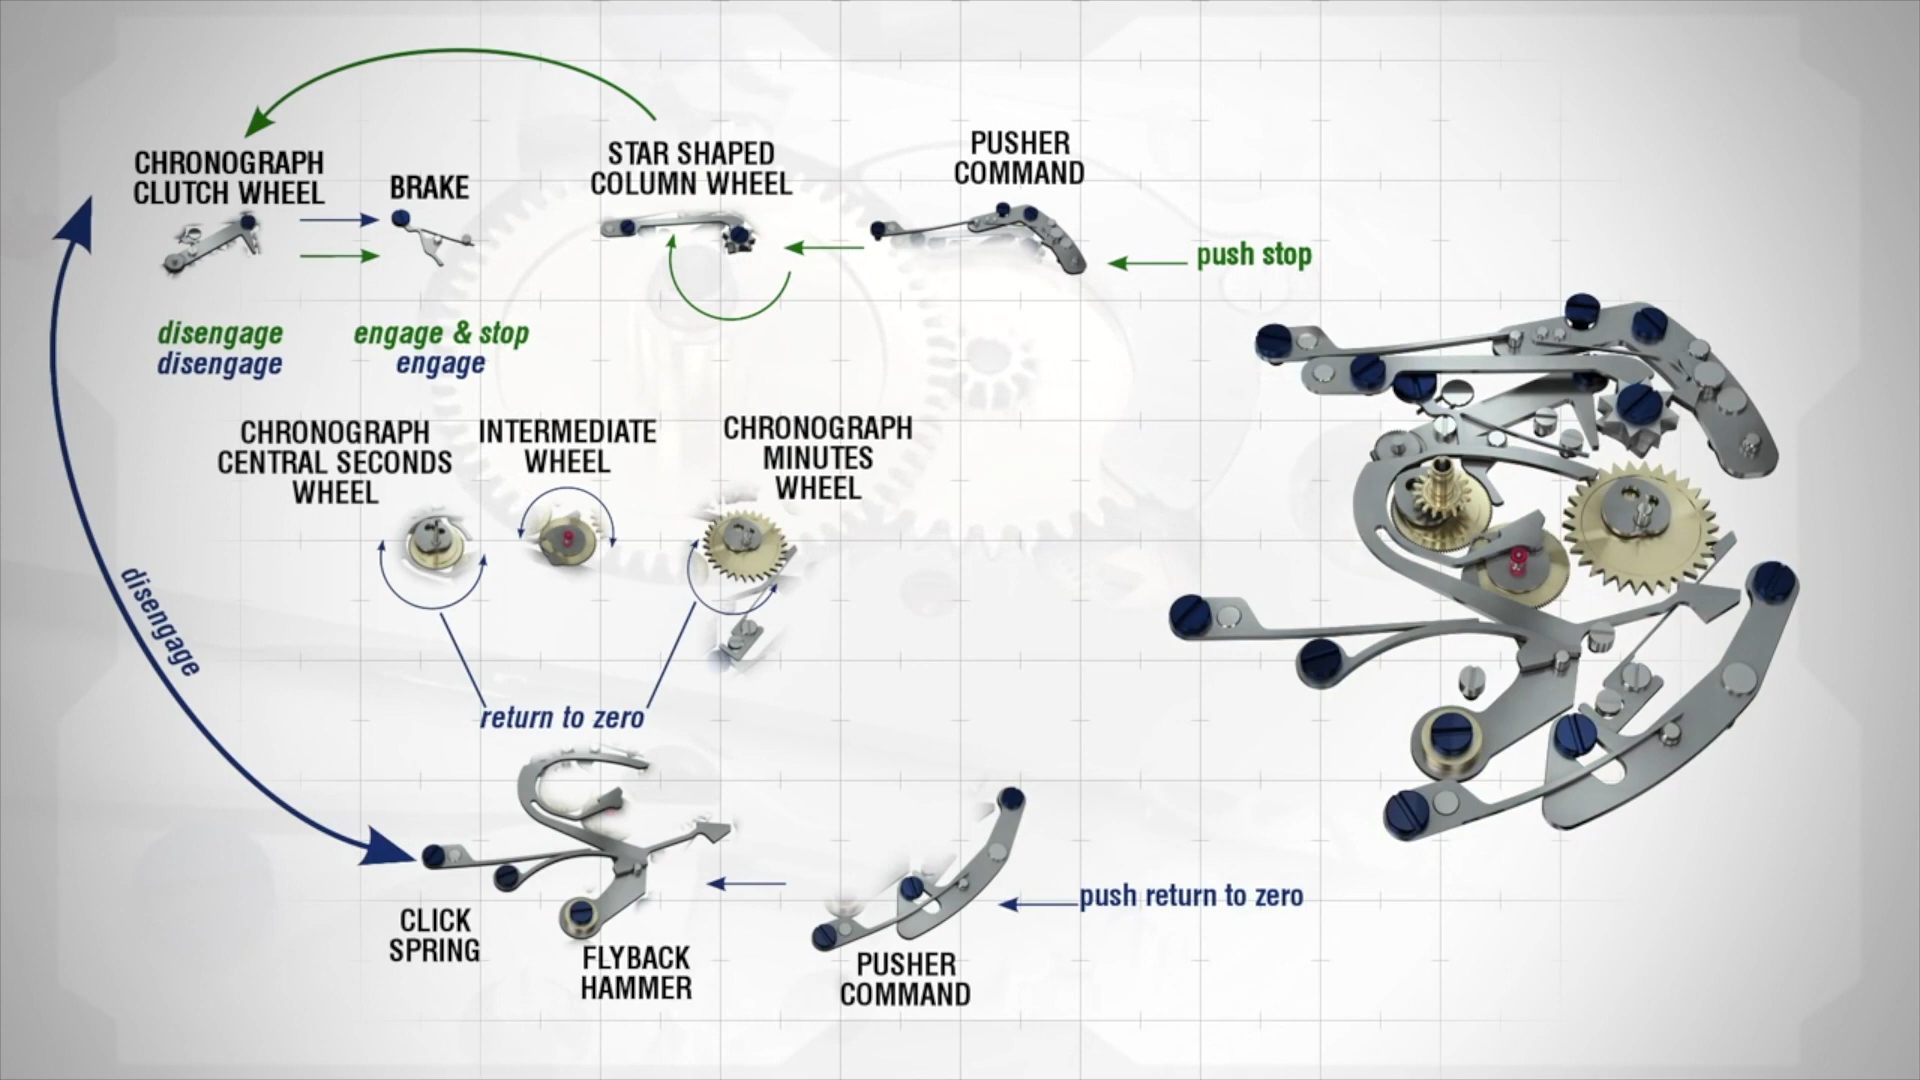 CHRONOGRAPH
CLUTCH WHEEL
BRAKE
STAR SHAPED
COLUMN WHEEL
PUSHER
COMMAND
push stop
disengage
disengage
engage & stop
engage
CHRONOGRAPH
CENTRAL SECONDS
WHEEL
INTERMEDIATE
WHEEL
CHRONOGRAPH
MINUTES
WHEEL
disengage
return to zero
push return to zero
CLICK
SPRING
FLYBACK
HAMMER
PUSHER
COMMAND